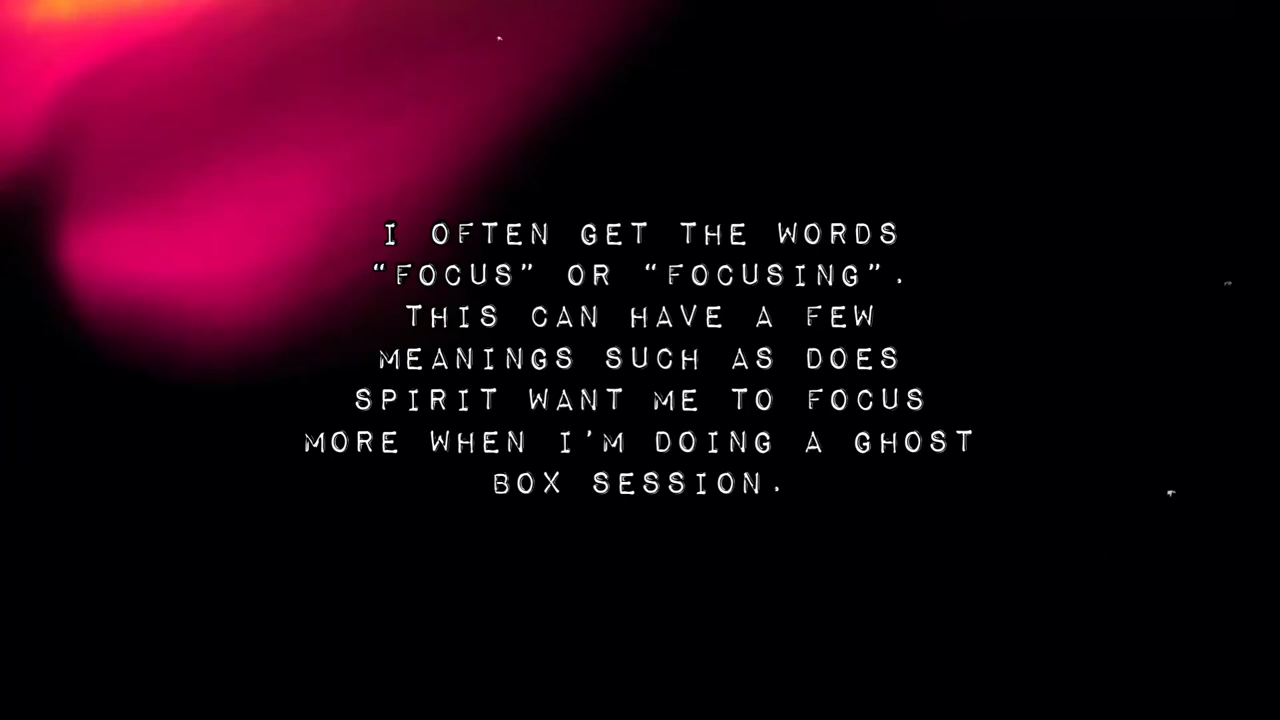 I OFTEN GET THE WORDS
“FOCUS” OR “FOCUSING”.
THIS CAN HAVE A FEW
MEANINGS SUCH AS DOES
SPIRIT WANT ME TO FOCUS
MORE WHEN I’M DOING A GHOST
BOX SESSION.